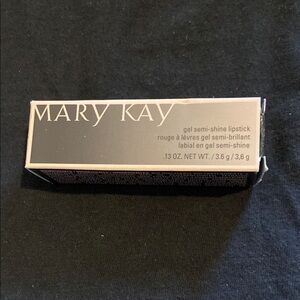 MARY KAY
gel semi-shine lipstick
rouge à lèvres gel semi-brillant
labial en gel semi-shine
.13 OZ. NET WT. / 3.6 g / 3,6 g